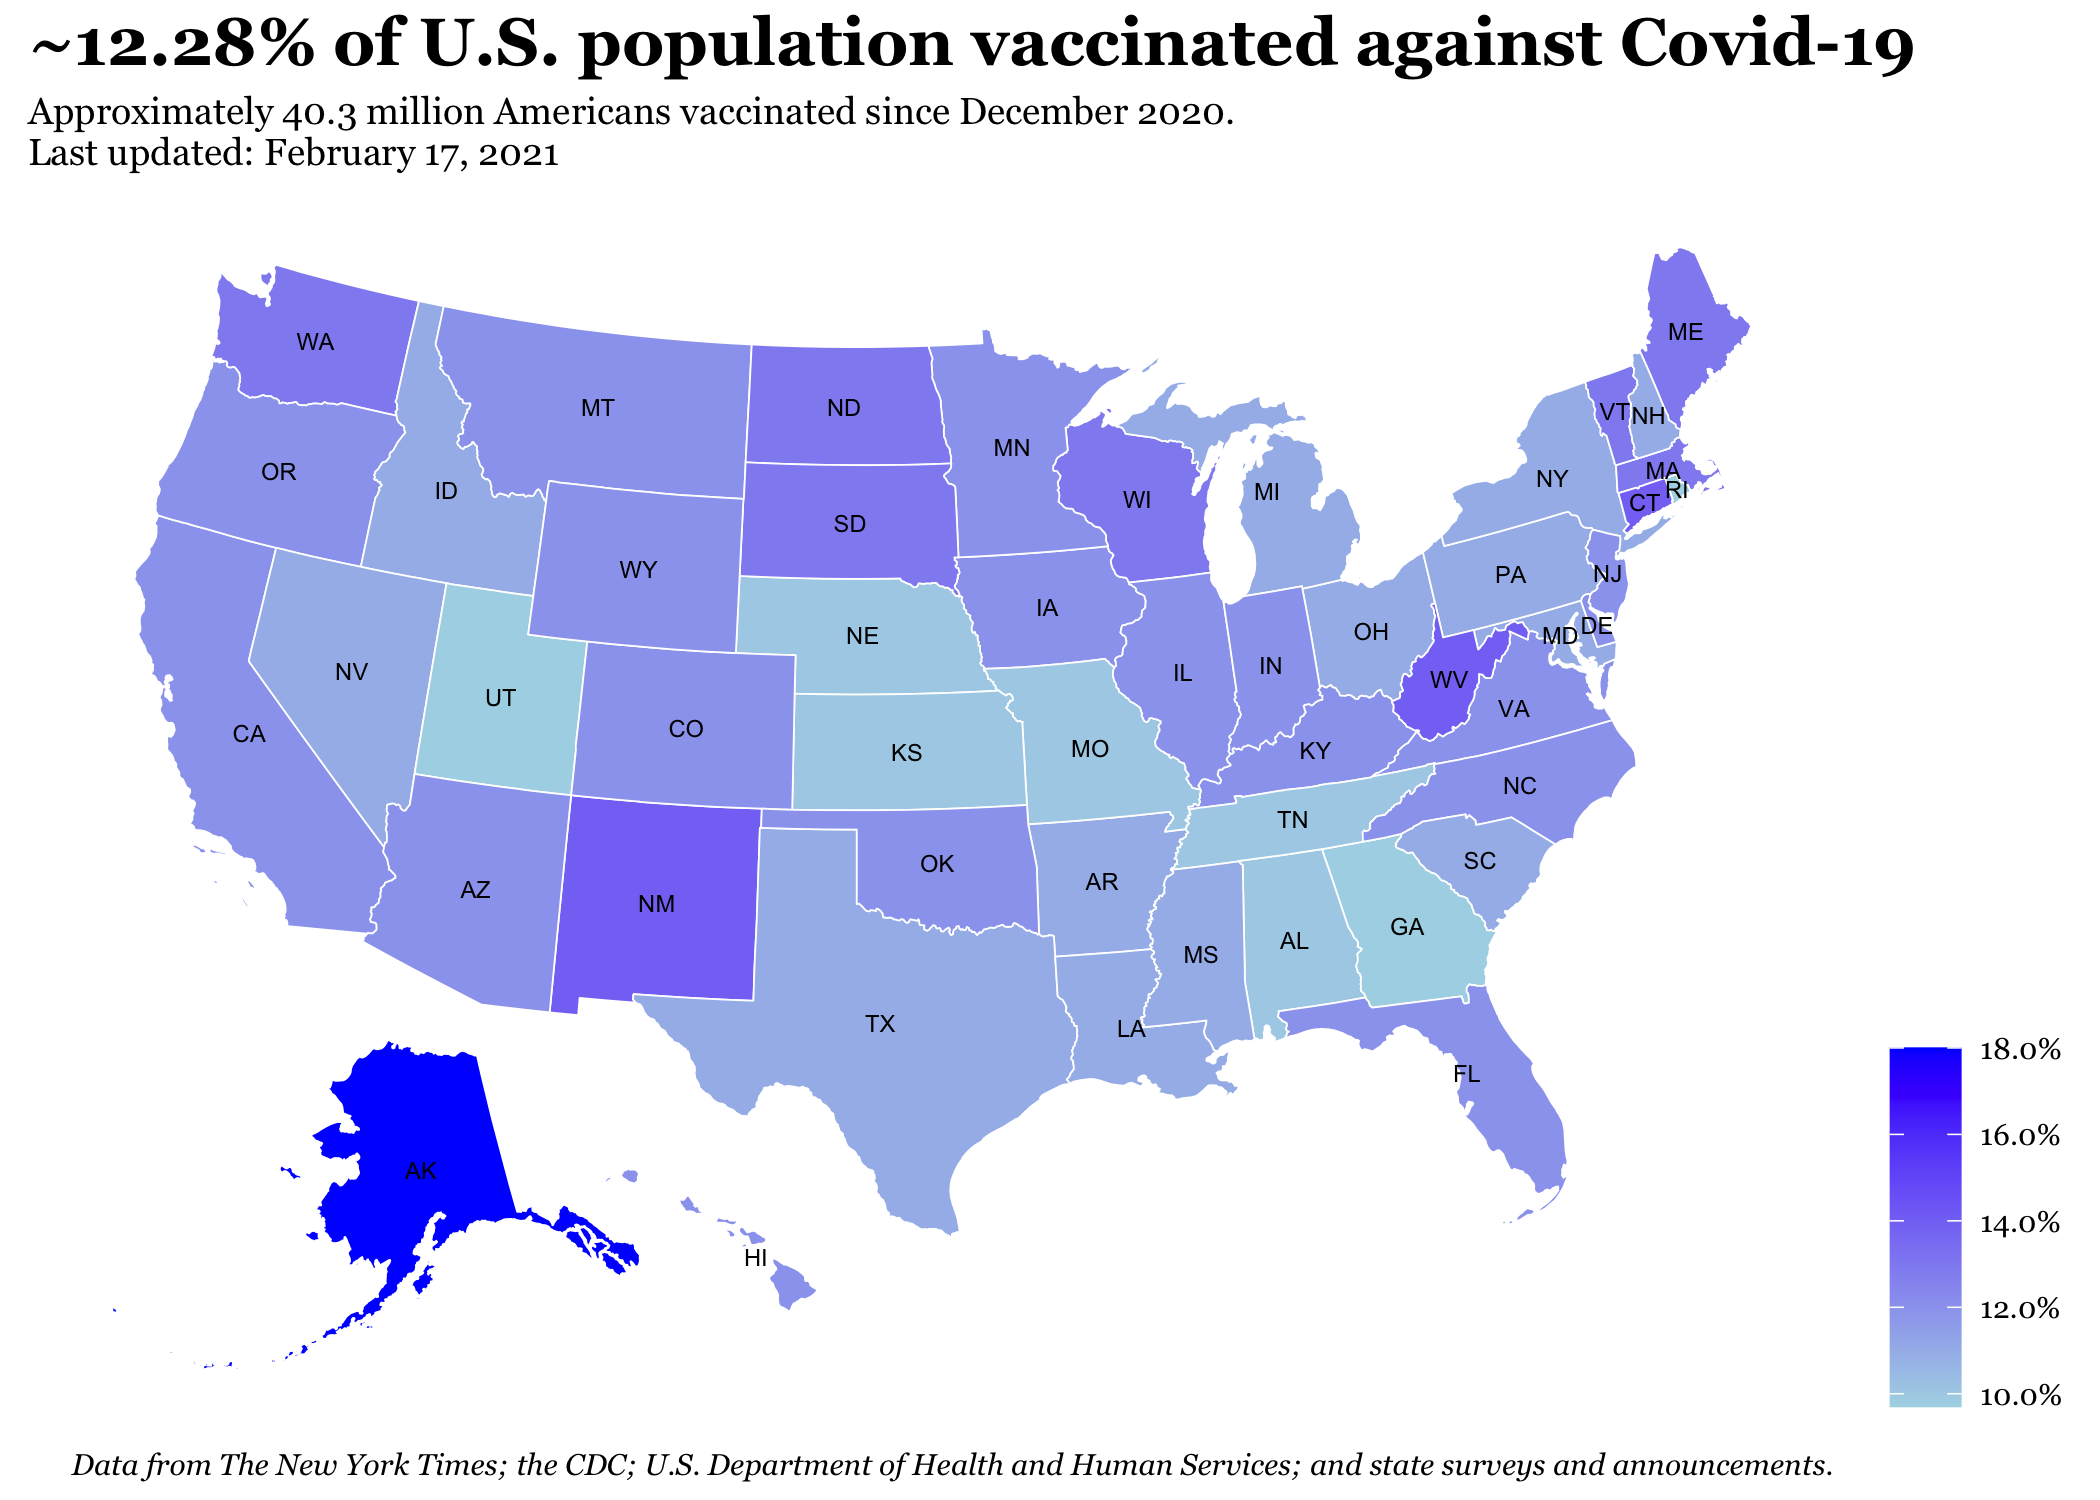 ~12.28% of U.S. population vaccinated against Covid-19
Approximately 40.3 million Americans vaccinated since December 2020.
Last updated: February 17, 2021
WA
ME
MT
ND
VT
NH
MN
OR
MA
ID
WI
MI
NY
RI
CT
SD
WY
PA
NJ
IA
DE
NE
OH
MD
NV
IL
IN
WV
UT
VA
CO
CA
KS
MO
KY
NC
TN
OK
SC
AZ
AR
NM
GA
AL
MS
TX
LA
FL
AK
HI
18.0%
16.0%
14.0%
12.0%
10.0%
Data from The New York Times; the CDC; U.S. Department of Health and Human Services; and state surveys and announcements.